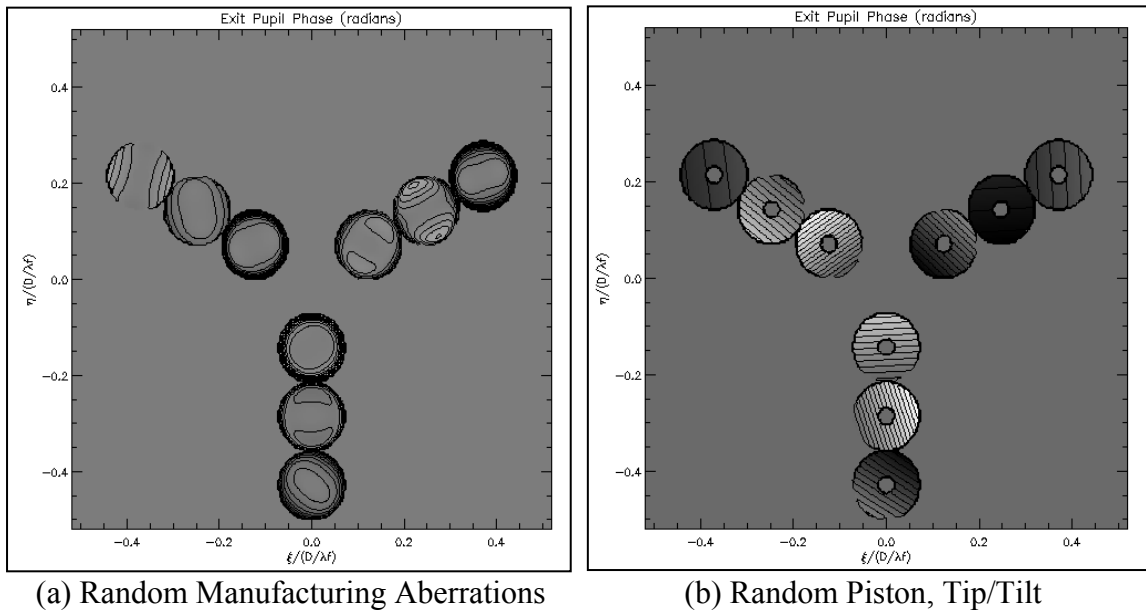 Exit Pupil Phase (radians)
η/(D/λf)
0.4
0.2
0.0
−0.2
−0.4
−0.4
−0.2
0.0
0.2
0.4
ξ/(D/λf)
(a) Random Manufacturing Aberrations
Exit Pupil Phase (radians)
η/(D/λf)
0.4
0.2
0.0
−0.2
−0.4
−0.4
−0.2
0.0
0.2
0.4
ξ/(D/λf)
(b) Random Piston, Tip/Tilt